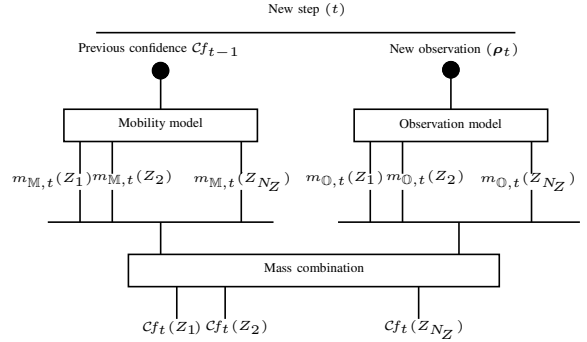 New step (t)
Previous confidence 𝒞f_{t−1} New observation (ρ_t)
Mobility model Observation model
m_{𝕄,t}(Z_1) m_{𝕄,t}(Z_2) m_{𝕄,t}(Z_{N_Z}) m_{𝕆,t}(Z_1) m_{𝕆,t}(Z_2) m_{𝕆,t}(Z_{N_Z})
Mass combination
𝒞f_t(Z_1) 𝒞f_t(Z_2) 𝒞f_t(Z_{N_Z})